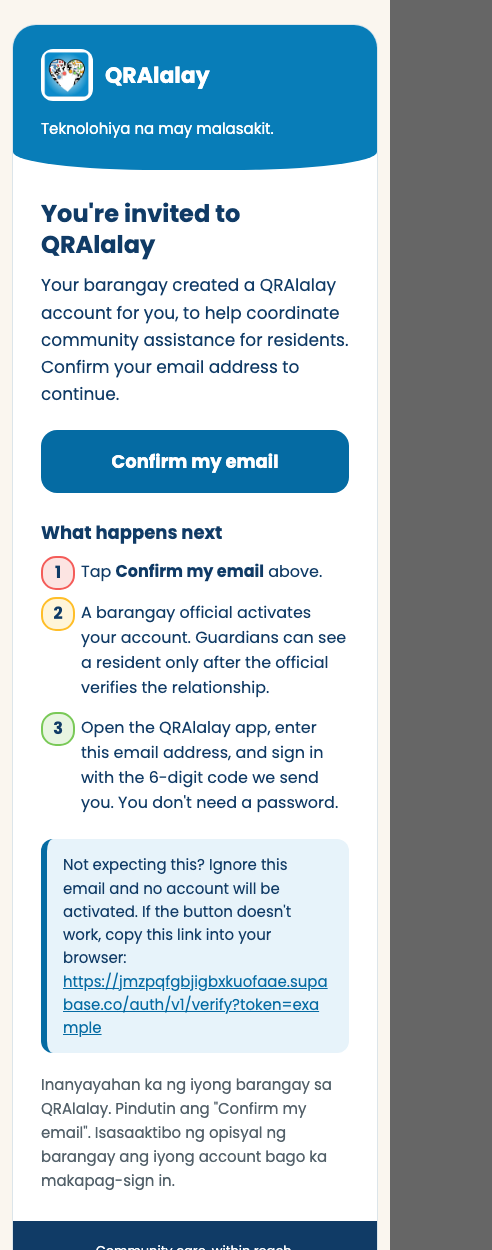 QRAlalay
Teknolohiya na may malasakit.
You're invited to
QRAlalay
Your barangay created a QRAlalay
account for you, to help coordinate
community assistance for residents.
Confirm your email address to
continue.
Confirm my email
What happens next
1 Tap Confirm my email above.
2 A barangay official activates
your account. Guardians can see
a resident only after the official
verifies the relationship.
3 Open the QRAlalay app, enter
this email address, and sign in
with the 6-digit code we send
you. You don't need a password.
Not expecting this? Ignore this
email and no account will be
activated. If the button doesn't
work, copy this link into your
browser:
https://jmzpqfgbjigbxkuofaae.supa
base.co/auth/v1/verify?token=exa
mple
Inanyayahan ka ng iyong barangay sa
QRAlalay. Pindutin ang "Confirm my
email". Isasaaktibo ng opisyal ng
barangay ang iyong account bago ka
makapag-sign in.
Community care, within reach.